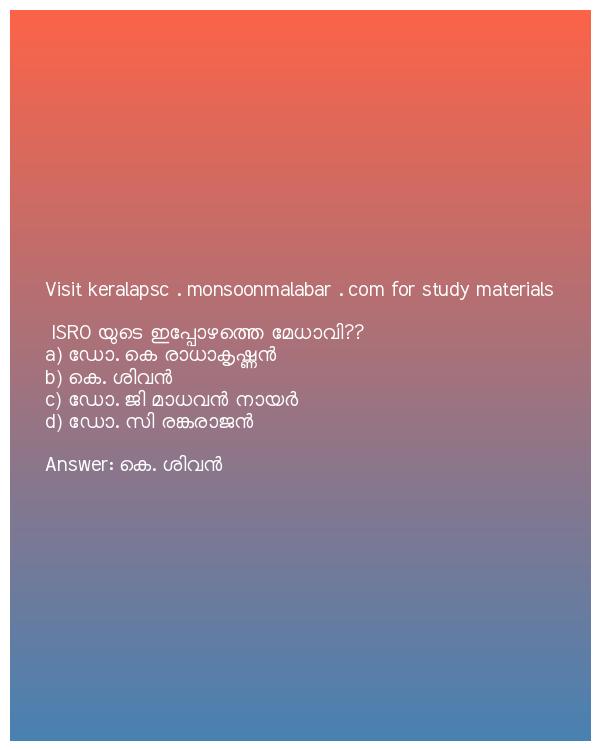 Visit keralapsc . monsoonmalabar . com for study materials
ISRO യുടെ ഇപ്പോഴത്തെ മേധാവി??
a) ഡോ. കെ രാധാകൃഷ്ണൻ
b) കെ. ശിവൻ
c) ഡോ. ജി മാധവൻ നായർ
d) ഡോ. സി രങ്കരാജൻ
Answer: കെ. ശിവൻ